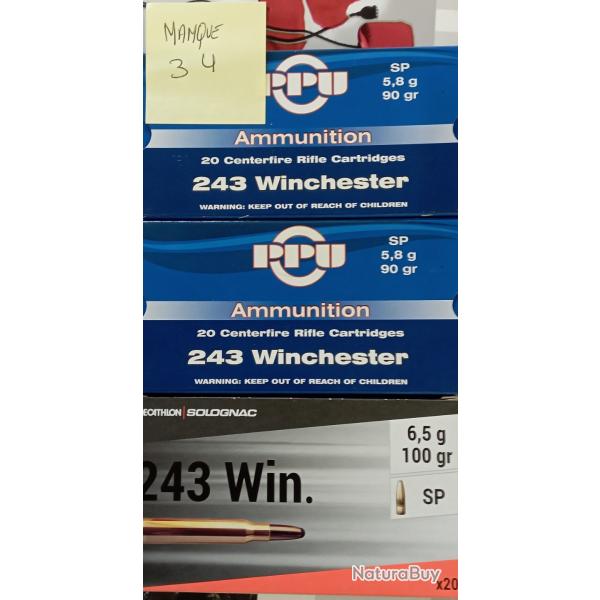 MANQUE
3 4
PPU
SP
5,8 g
90 gr
Ammunition
20 Centerfire Rifle Cartridges
243 Winchester
WARNING: KEEP OUT OF REACH OF CHILDREN
PPU
SP
5,8 g
90 gr
Ammunition
20 Centerfire Rifle Cartridges
243 Winchester
WARNING: KEEP OUT OF REACH OF CHILDREN
ECATHLON | SOLOGNAC
6,5 g
100 gr
243 Win.
SP
x20
NaturaBuy